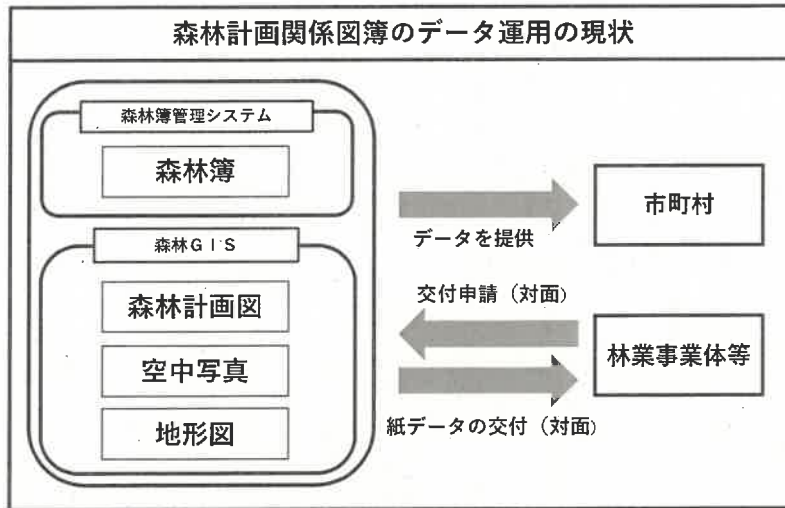 森林計画関係図簿のデータ運用の現状
森林簿管理システム
森林簿
森林GIS
森林計画図
空中写真
地形図
データを提供
市町村
交付申請（対面）
林業事業体等
紙データの交付（対面）